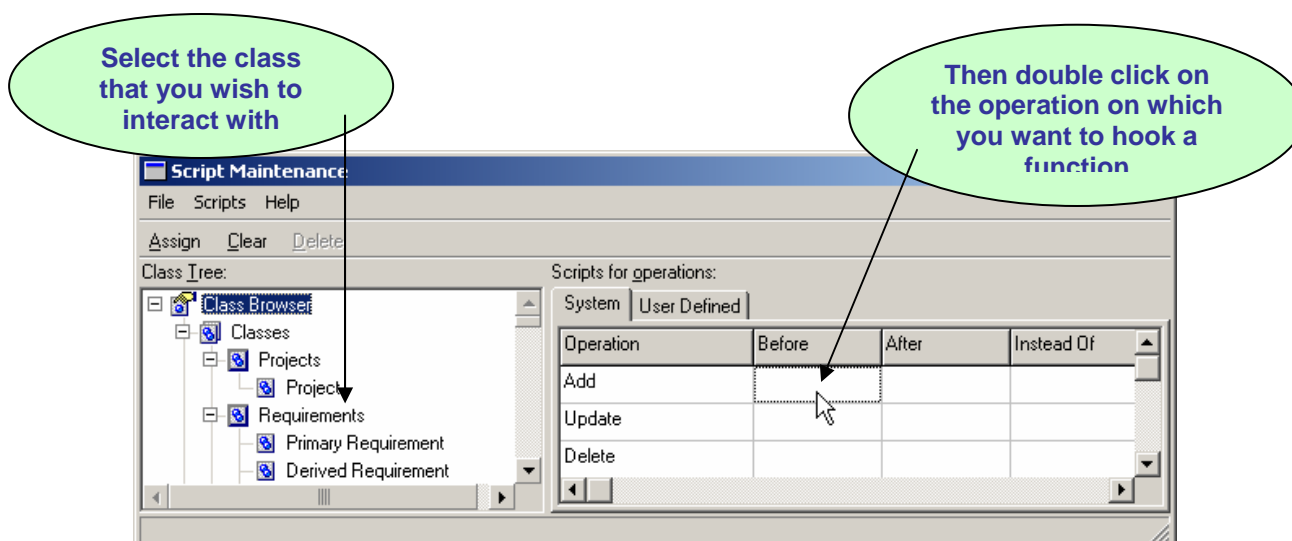 Select the class
that you wish to
interact with
Then double click on
the operation on which
you want to hook a
function
Script Maintenance
File Scripts Help
Assign Clear Delete
Class Tree:
Class Browser
Classes
Projects
Project
Requirements
Primary Requirement
Derived Requirement
Scripts for operations:
System User Defined
Operation Before After Instead Of
Add
Update
Delete